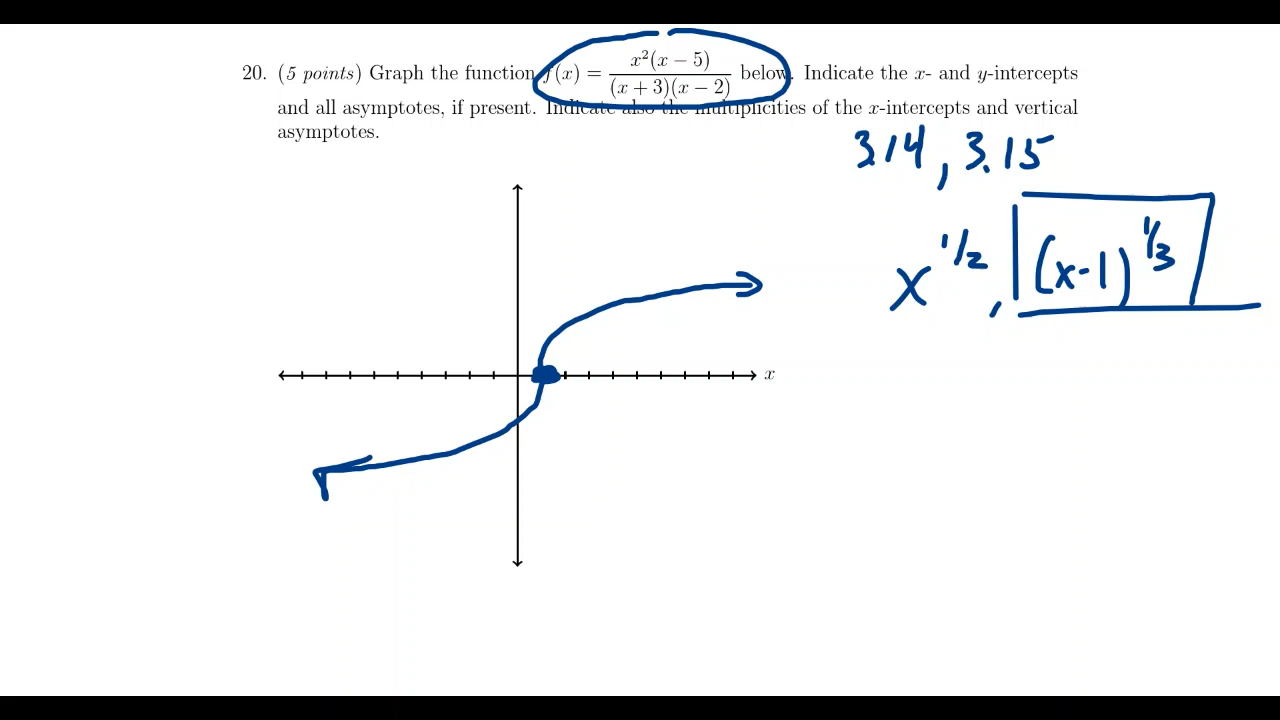 20. (5 points) Graph the function f(x) = x²(x − 5) / (x + 3)(x − 2) below. Indicate the x- and y-intercepts
and all asymptotes, if present. Indicate also the multiplicities of the x-intercepts and vertical
asymptotes.
3.14, 3.15
x^1/2, (x-1)^1/3
x